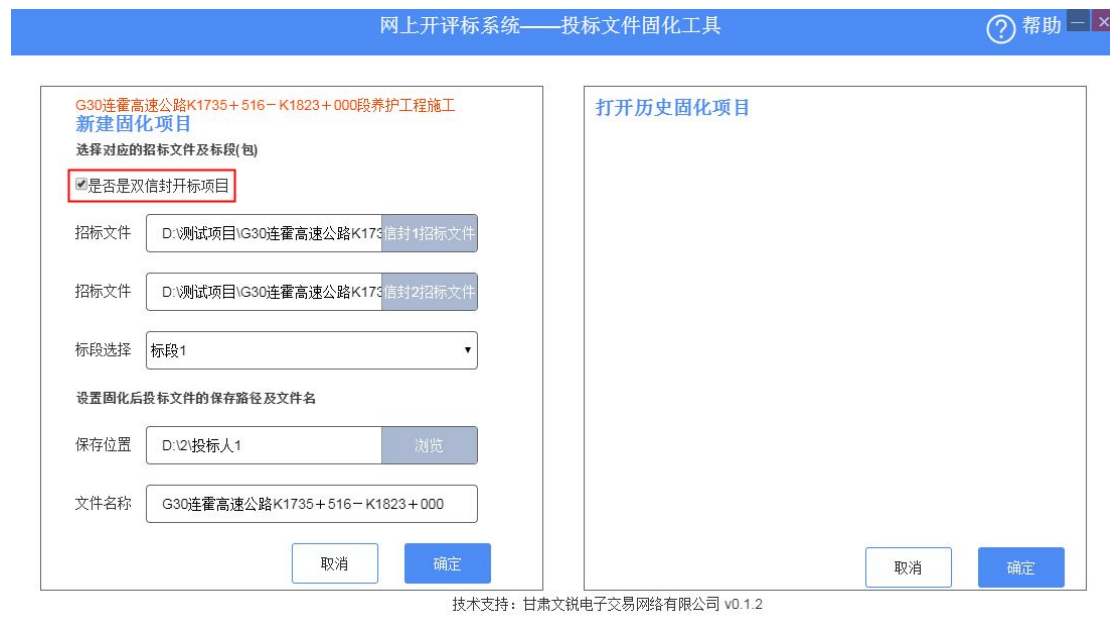 网上开评标系统——投标文件固化工具
? 帮助
G30连霍高速公路K1735+516-K1823+000段养护工程施工
新建固化项目
选择对应的招标文件及标段(包)
是否是双信封开标项目
招标文件 D:\测试项目\G30连霍高速公路K173 信封1招标文件
招标文件 D:\测试项目\G30连霍高速公路K173 信封2招标文件
标段选择 标段1
设置固化后投标文件的保存路径及文件名
保存位置 D:\2\投标人1 浏览
文件名称 G30连霍高速公路K1735+516-K1823+000
取消 确定
打开历史固化项目
取消 确定
技术支持：甘肃文锐电子交易网络有限公司 v0.1.2